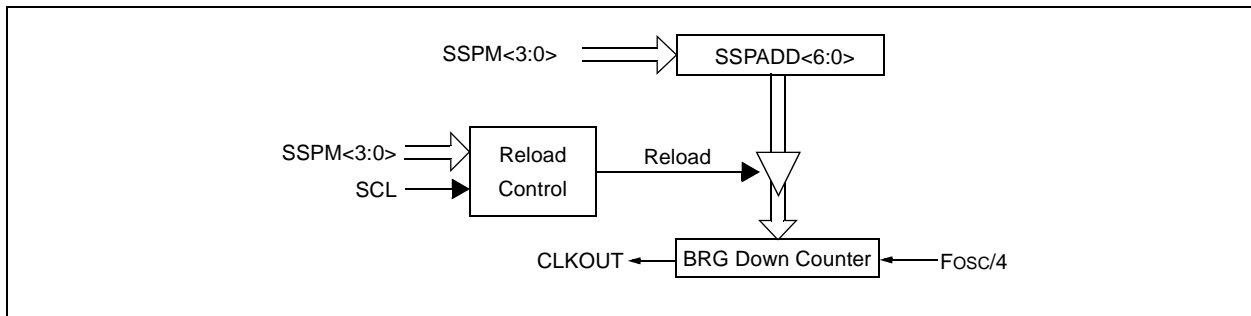 SSPM<3:0>
SSPADD<6:0>
SSPM<3:0>
SCL
Reload
Control
Reload
CLKOUT
BRG Down Counter
FOSC/4